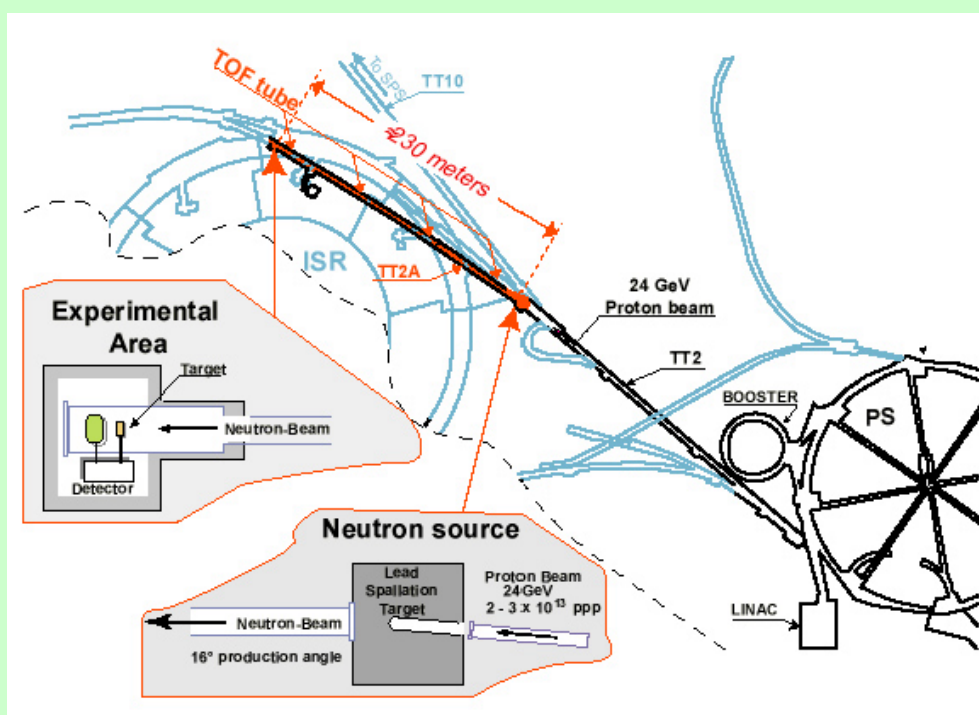 To SPS
TT10
TOF tube
≈230 meters
ISR
TT2A
24 GeV
Proton beam
TT2
BOOSTER
PS
LINAC
Experimental
Area
Target
Neutron-Beam
Detector
Neutron source
Lead
Spallation
Target
Proton Beam
24GeV
2 - 3 x 10¹³ ppp
Neutron-Beam
16° production angle